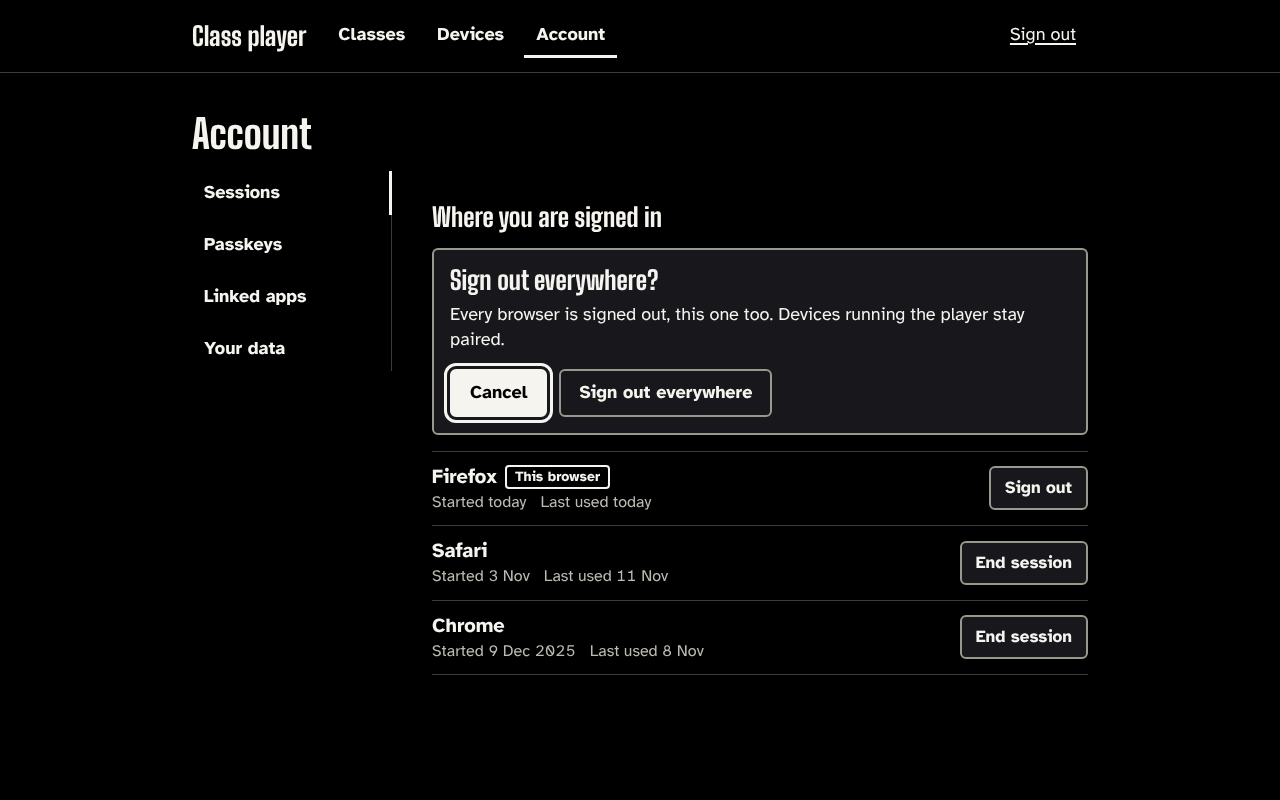 Class player
Classes
Devices
Account
Sign out
Account
Sessions
Passkeys
Linked apps
Your data
Where you are signed in
Sign out everywhere?
Every browser is signed out, this one too. Devices running the player stay
paired.
Cancel
Sign out everywhere
Firefox
This browser
Started today
Last used today
Sign out
Safari
Started 3 Nov
Last used 11 Nov
End session
Chrome
Started 9 Dec 2025
Last used 8 Nov
End session